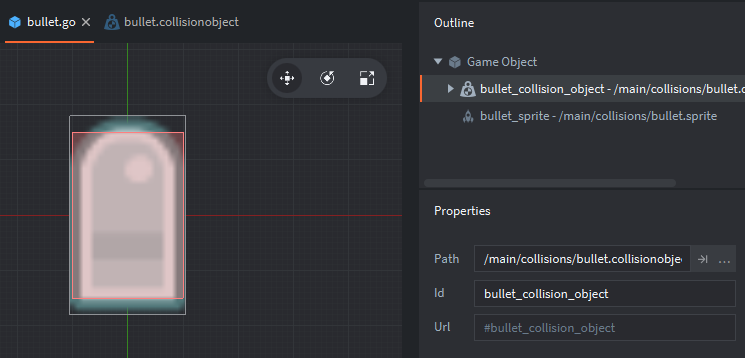 bullet.go
bullet.collisionobject
Outline
Game Object
bullet_collision_object - /main/collisions/bullet.c
bullet_sprite - /main/collisions/bullet.sprite
Properties
Path /main/collisions/bullet.collisionobje ...
Id bullet_collision_object
Url #bullet_collision_object